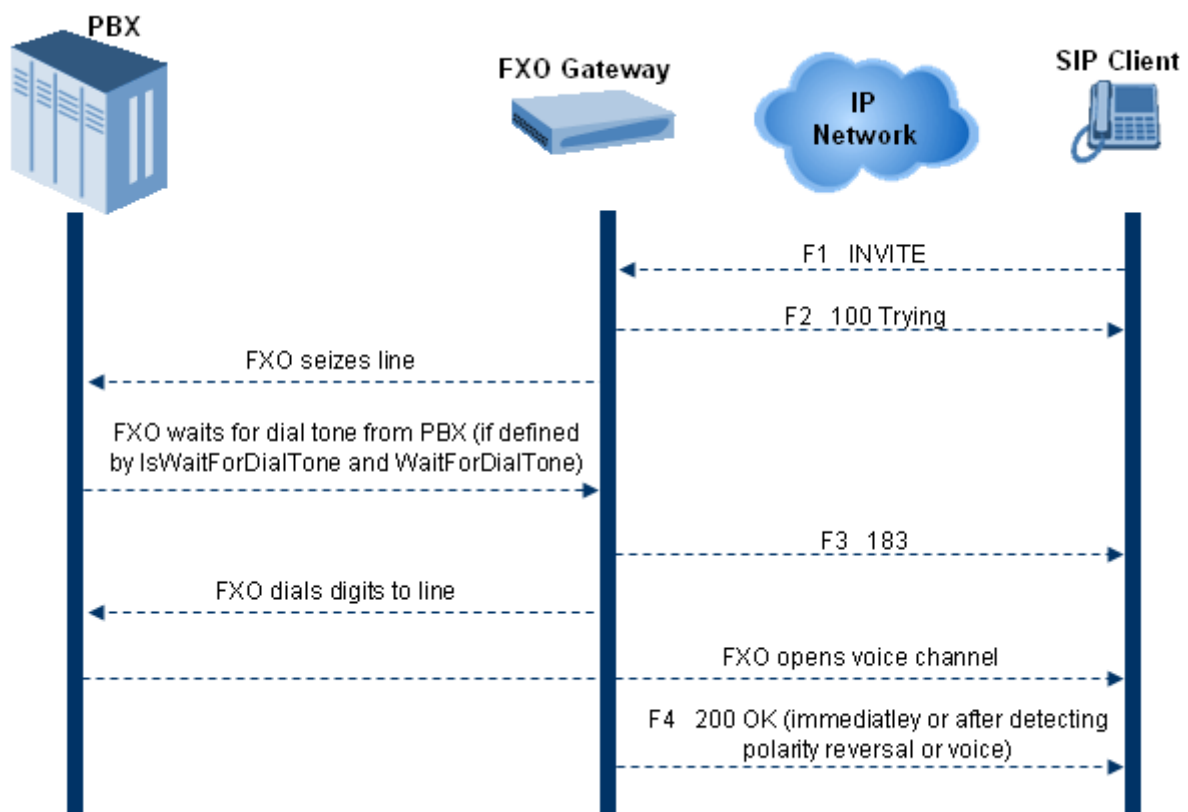 PBX
FXO Gateway
IP
Network
SIP Client
F1 INVITE
F2 100 Trying
FXO seizes line
FXO waits for dial tone from PBX (if defined
by IsWaitForDialTone and WaitForDialTone)
F3 183
FXO dials digits to line
FXO opens voice channel
F4 200 OK (immediatley or after detecting
polarity reversal or voice)